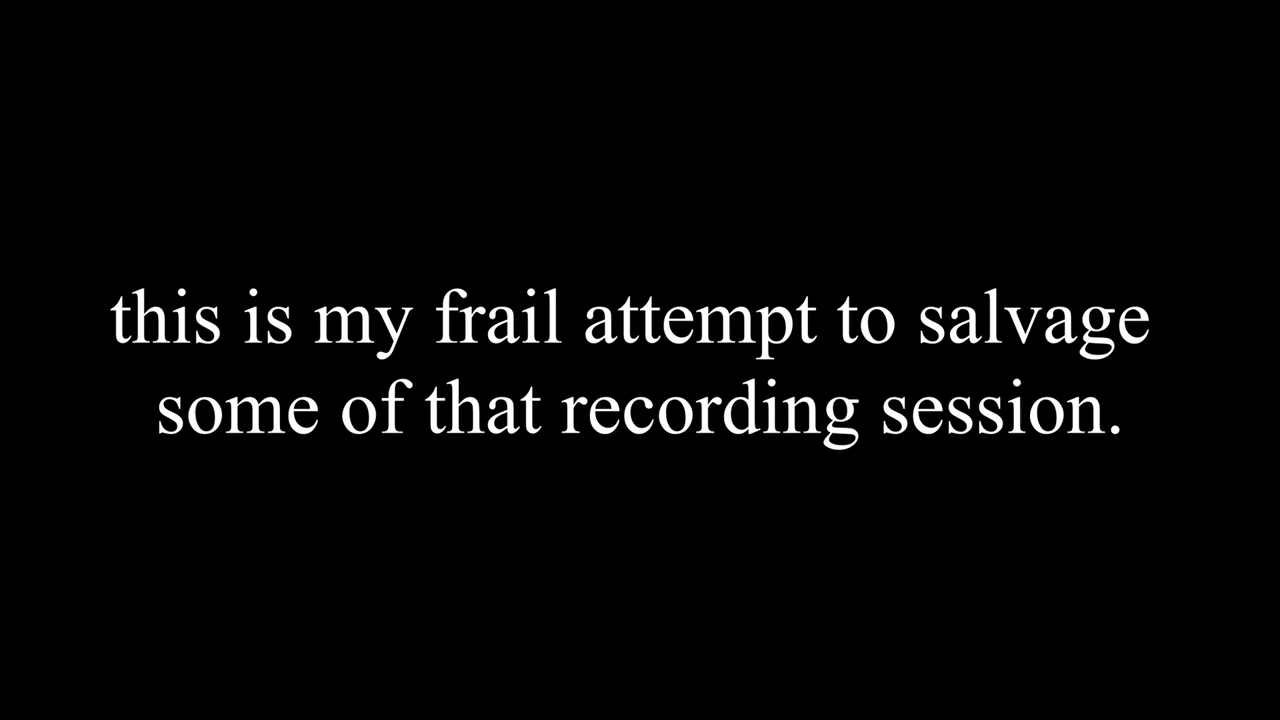 this is my frail attempt to salvage
some of that recording session.